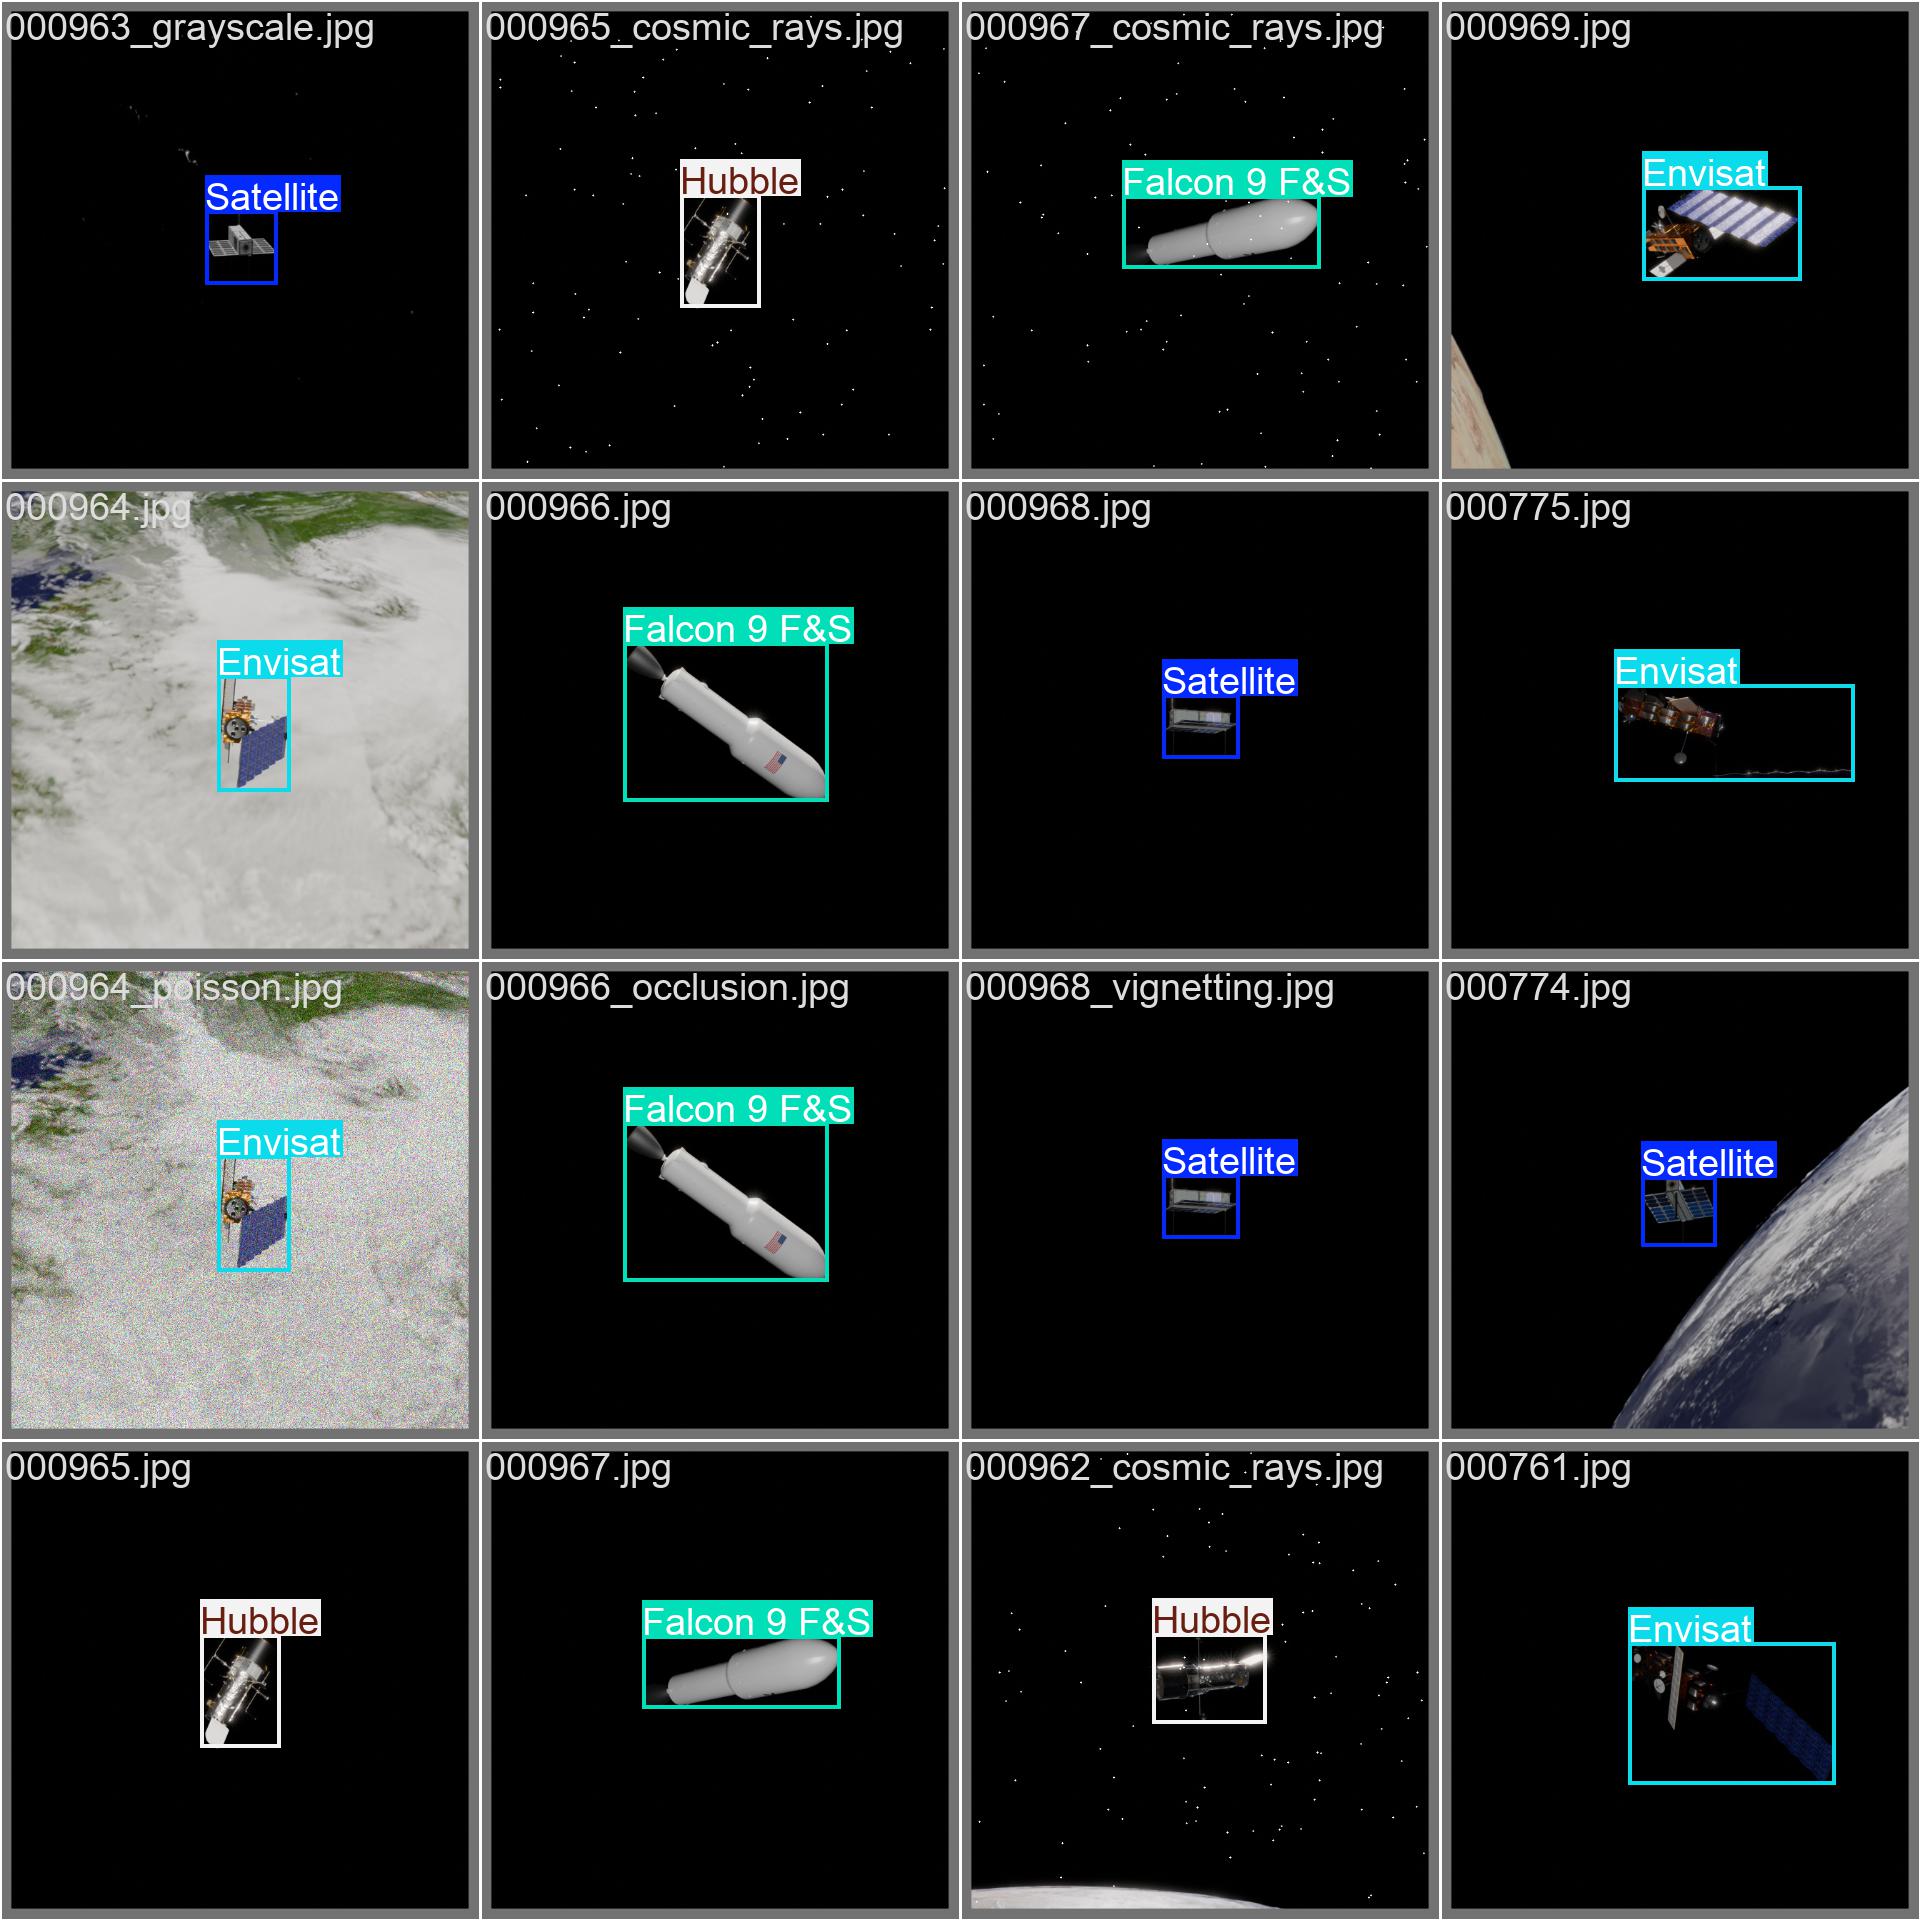 000963_grayscale.jpg
Satellite
000965_cosmic_rays.jpg
Hubble
000967_cosmic_rays.jpg
Falcon 9 F&S
000969.jpg
Envisat
000964.jpg
Envisat
000966.jpg
Falcon 9 F&S
000968.jpg
Satellite
000775.jpg
Envisat
000964_poisson.jpg
Envisat
000966_occlusion.jpg
Falcon 9 F&S
000968_vignetting.jpg
Satellite
000774.jpg
Satellite
000965.jpg
Hubble
000967.jpg
Falcon 9 F&S
000962_cosmic_rays.jpg
Hubble
000761.jpg
Envisat